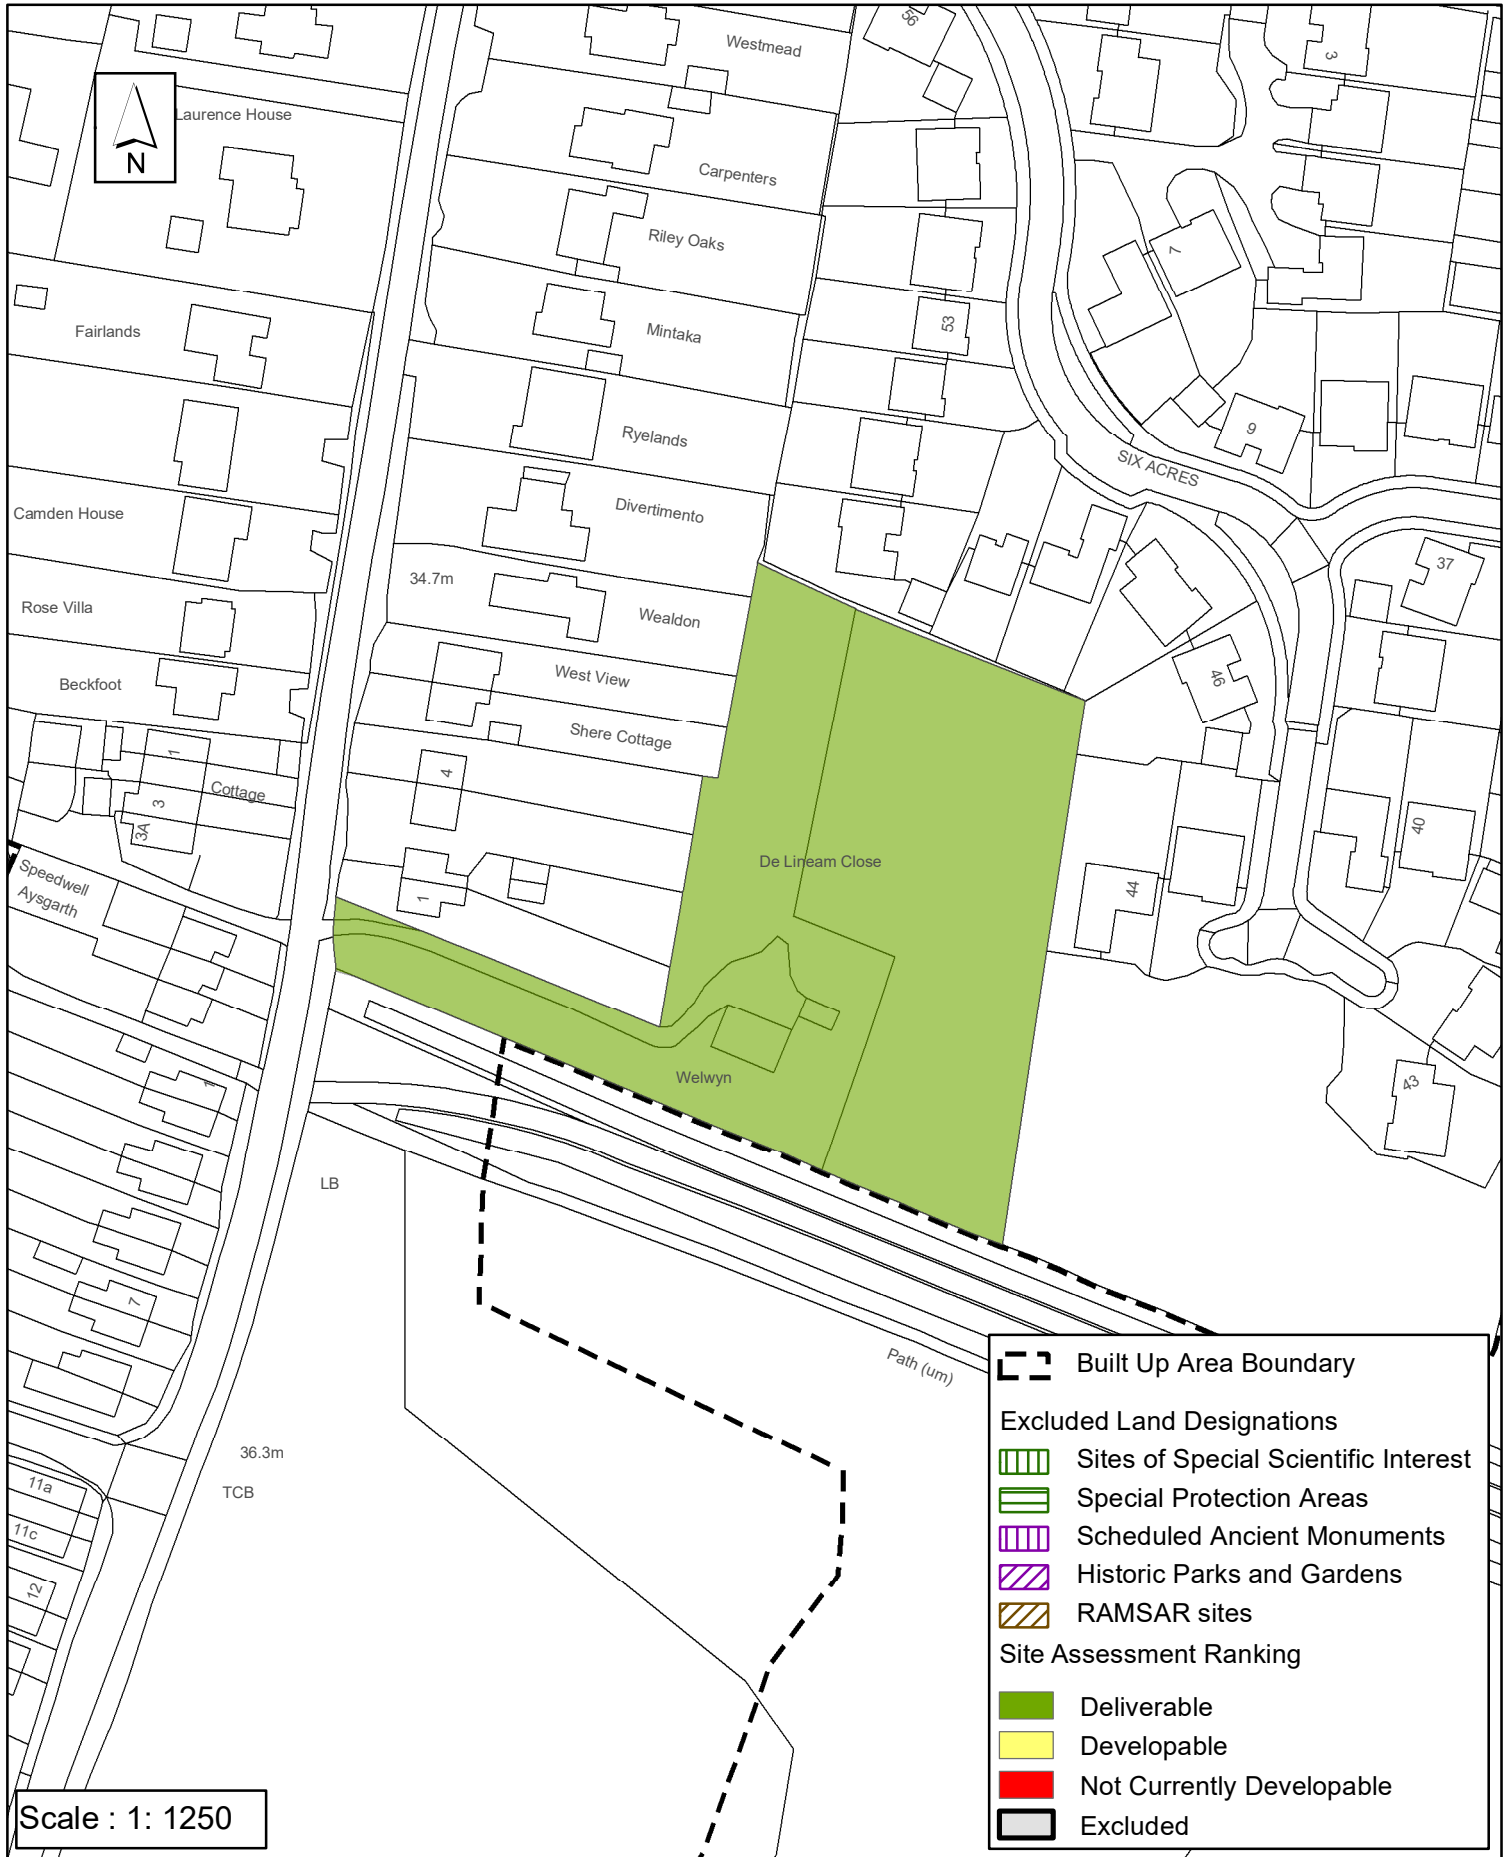 56
Westmead
3
Laurence House
N
Carpenters
Riley Oaks
7
Fairlands
Mintaka
53
Ryelands
9
SIX ACRES
Camden House
Divertimento
34.7m
37
Rose Villa
Wealdon
Beckfoot
West View
46
Shere Cottage
1
4
Cottage
3
3A
40
De Lineam Close
Speedwell
Aysgarth
1
44
Welwyn
1
43
LB
7
Path (um)
36.3m
TCB
11a
11c
12
Built Up Area Boundary
Excluded Land Designations
Sites of Special Scientific Interest
Special Protection Areas
Scheduled Ancient Monuments
Historic Parks and Gardens
RAMSAR sites
Site Assessment Ranking
Deliverable
Developable
Not Currently Developable
Excluded
Scale : 1: 1250